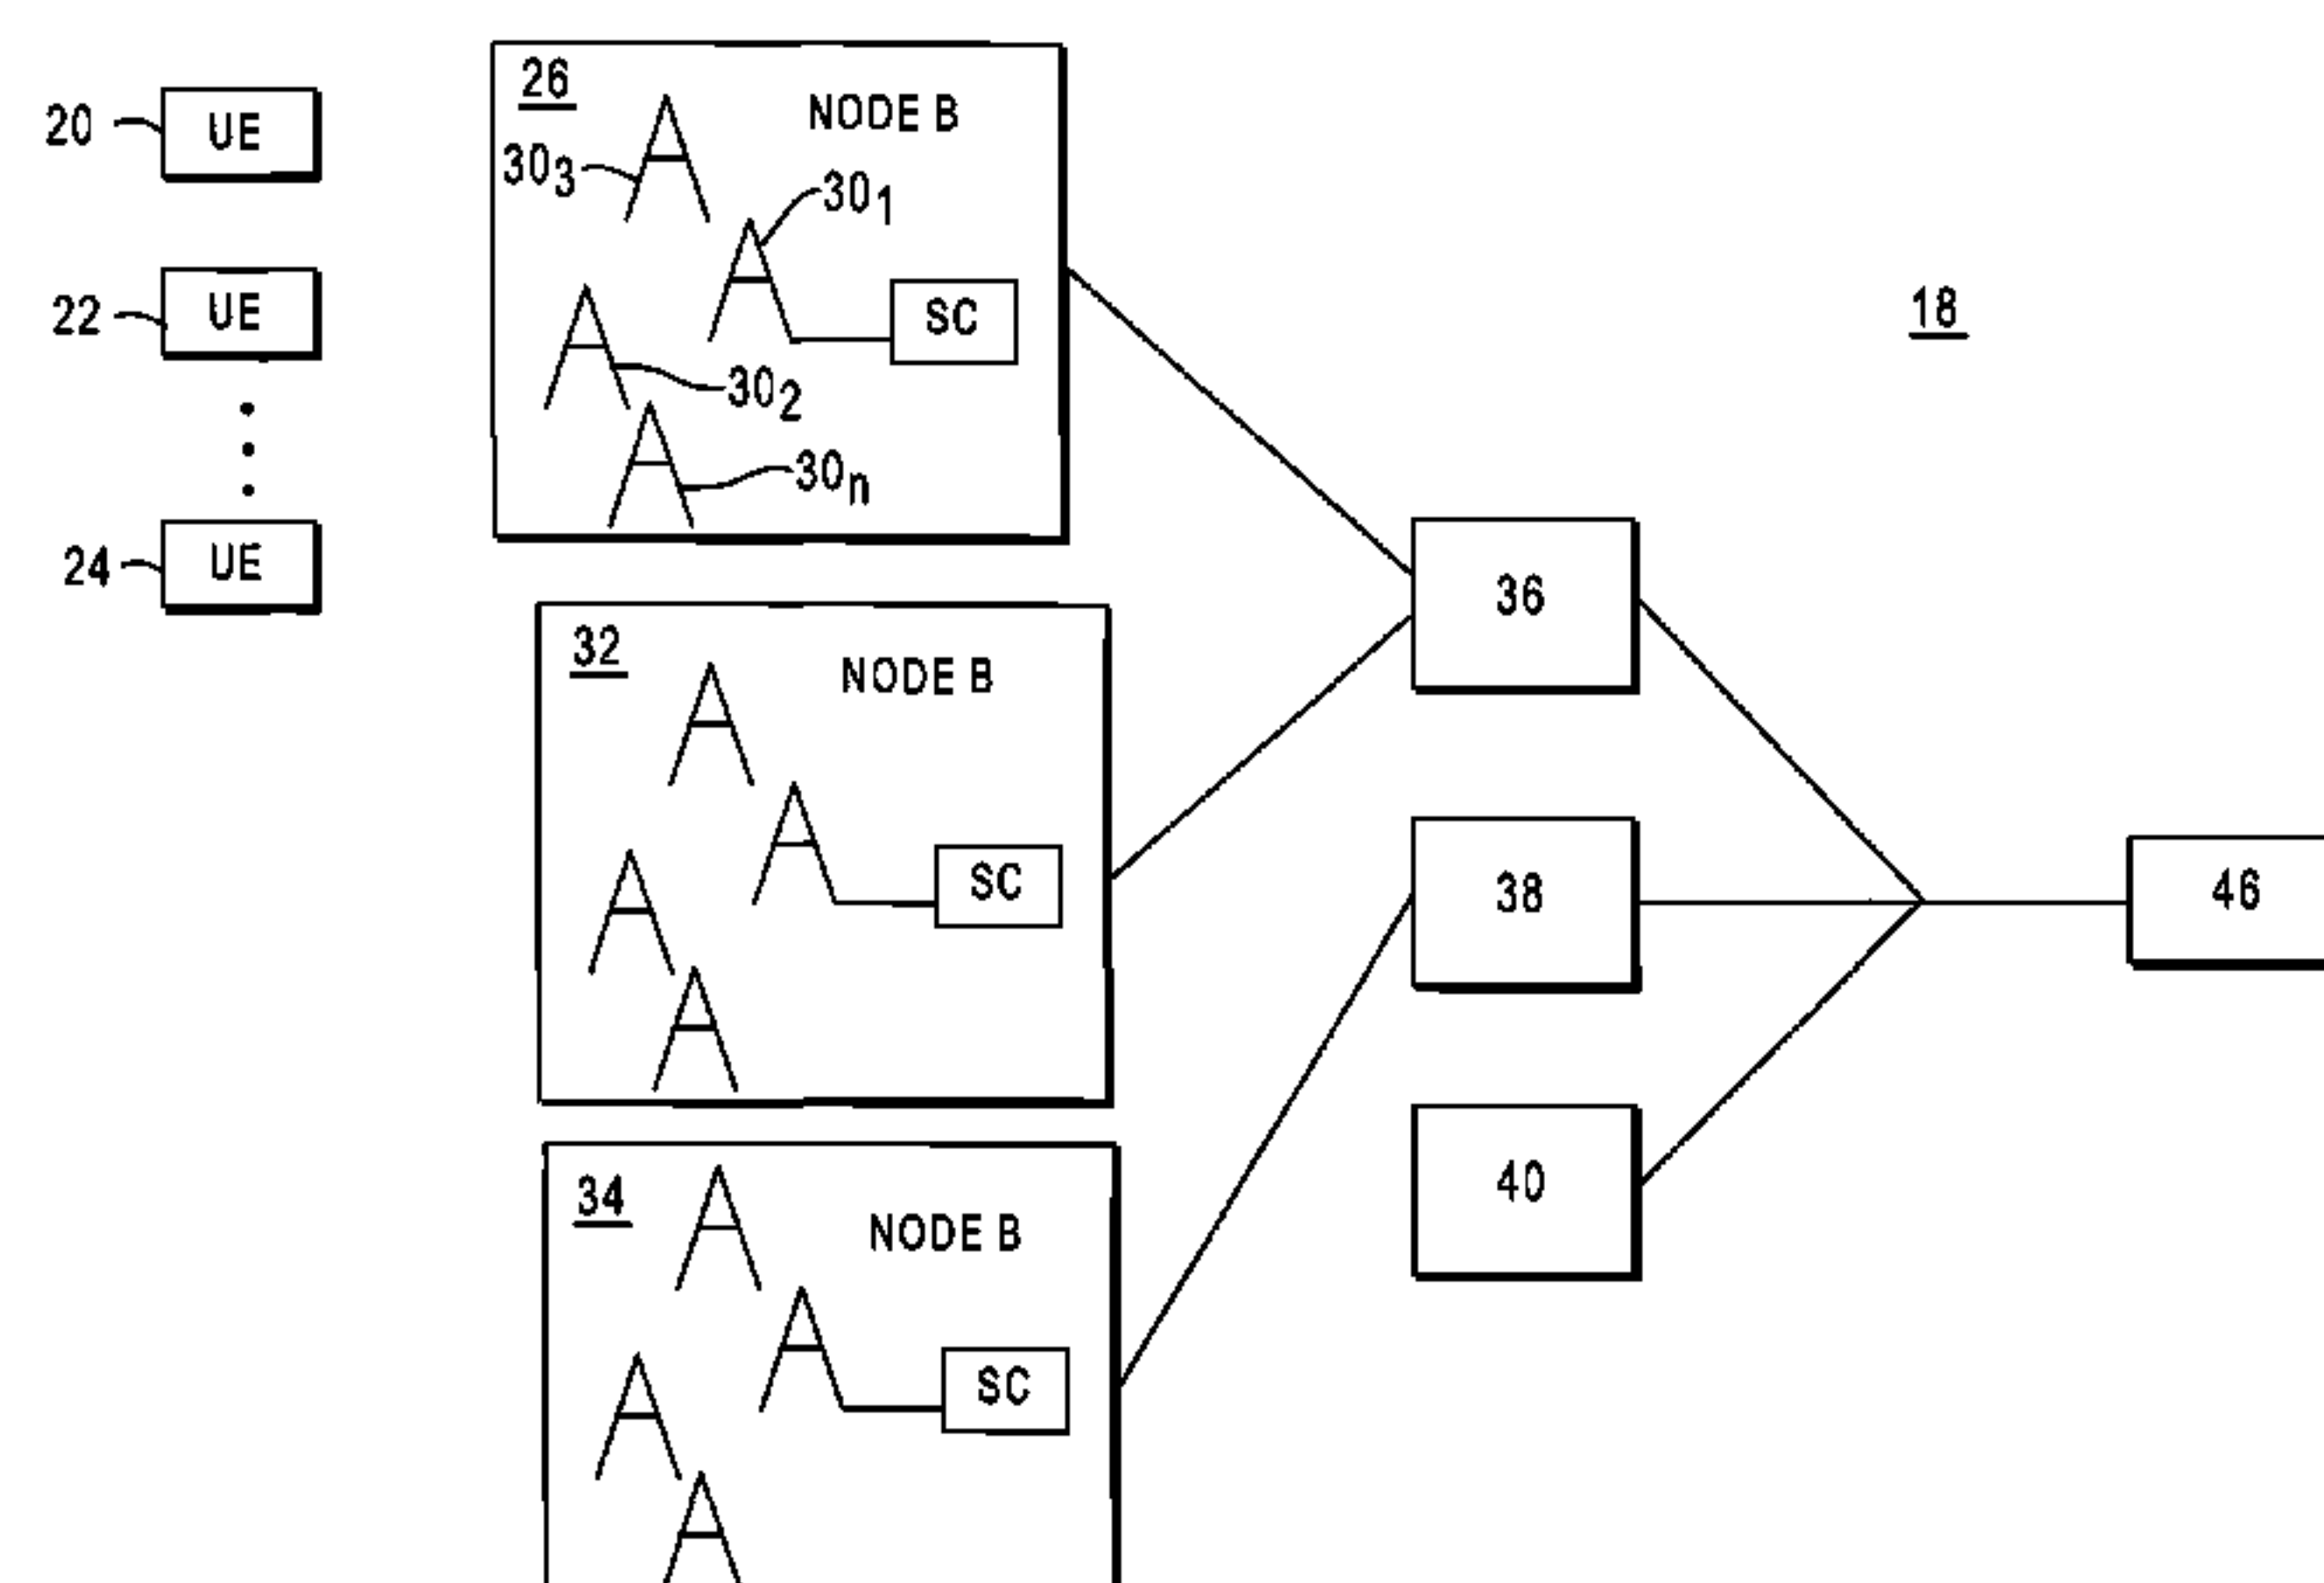 20 UE
22 UE
24 UE
26
NODE B
30₃
30₁
SC
30₂
30ₙ
18
32
NODE B
SC
34
NODE B
SC
36
38
40
46